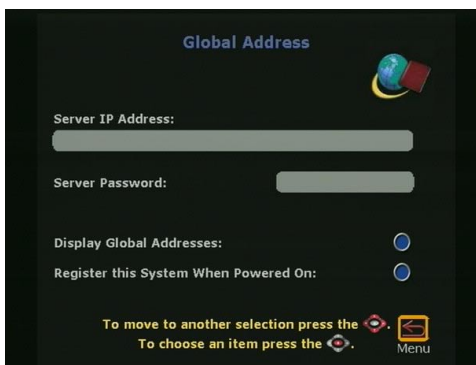 Global Address
Server IP Address:
Server Password:
Display Global Addresses:
Register this System When Powered On:
To move to another selection press the .
To choose an item press the .
Menu